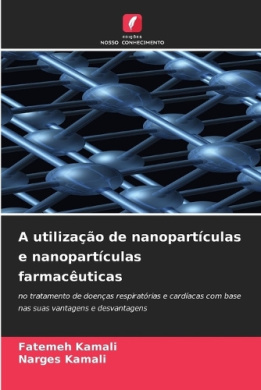 edições
NOSSO CONHECIMENTO
A utilização de nanopartículas
e nanopartículas
farmacêuticas
no tratamento de doenças respiratórias e cardíacas com base
nas suas vantagens e desvantagens
Fatemeh Kamali
Narges Kamali